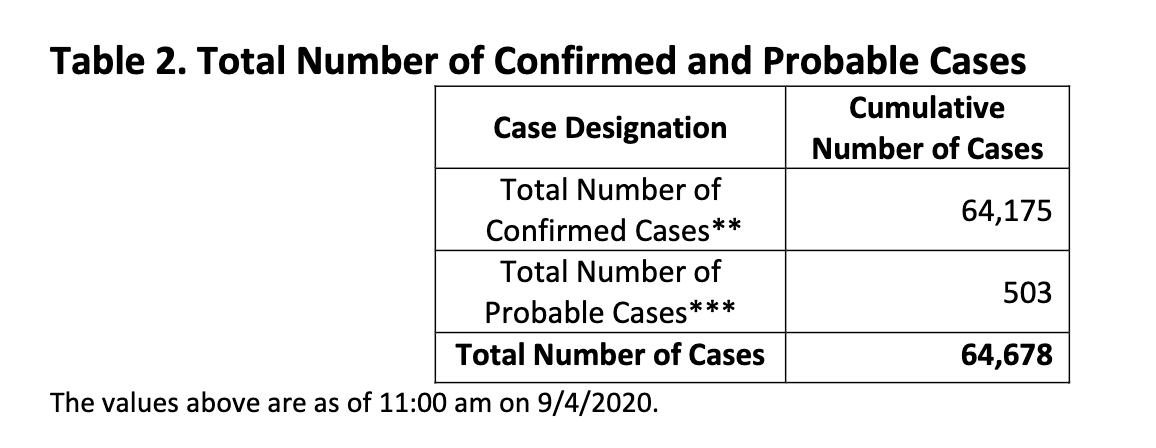 Table 2. Total Number of Confirmed and Probable Cases
Case Designation
Cumulative
Number of Cases
Total Number of
Confirmed Cases**
64,175
Total Number of
Probable Cases***
503
Total Number of Cases
64,678
The values above are as of 11:00 am on 9/4/2020.